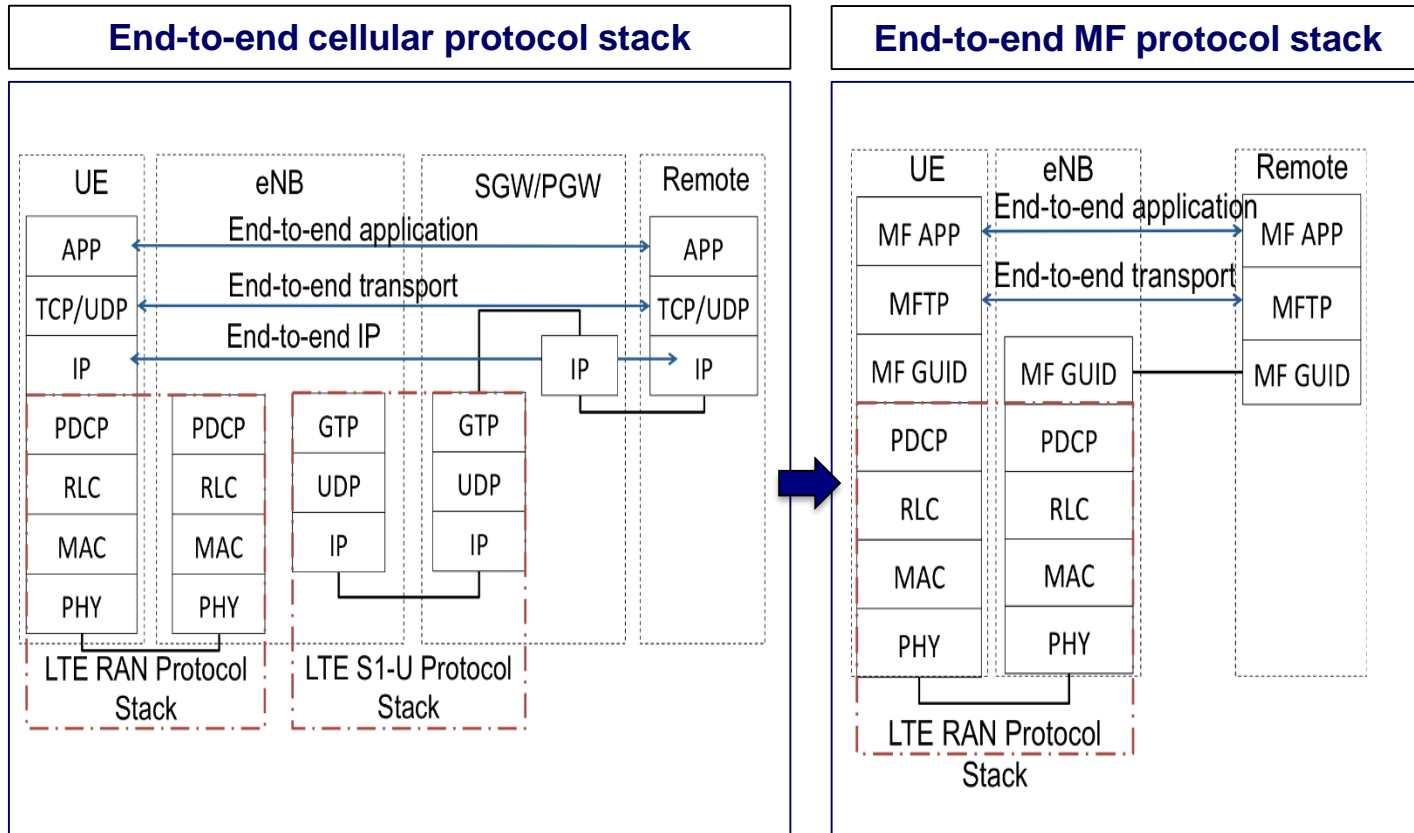 End-to-end cellular protocol stack
UE
eNB
SGW/PGW
Remote
End-to-end application
APP
APP
End-to-end transport
TCP/UDP
TCP/UDP
End-to-end IP
IP
IP
IP
PDCP
PDCP
GTP
GTP
RLC
RLC
UDP
UDP
MAC
MAC
IP
IP
PHY
PHY
LTE RAN Protocol
Stack
LTE S1-U Protocol
Stack
End-to-end MF protocol stack
UE
eNB
Remote
End-to-end application
MF APP
MF APP
End-to-end transport
MFTP
MFTP
MF GUID
MF GUID
MF GUID
PDCP
PDCP
RLC
RLC
MAC
MAC
PHY
PHY
LTE RAN Protocol
Stack